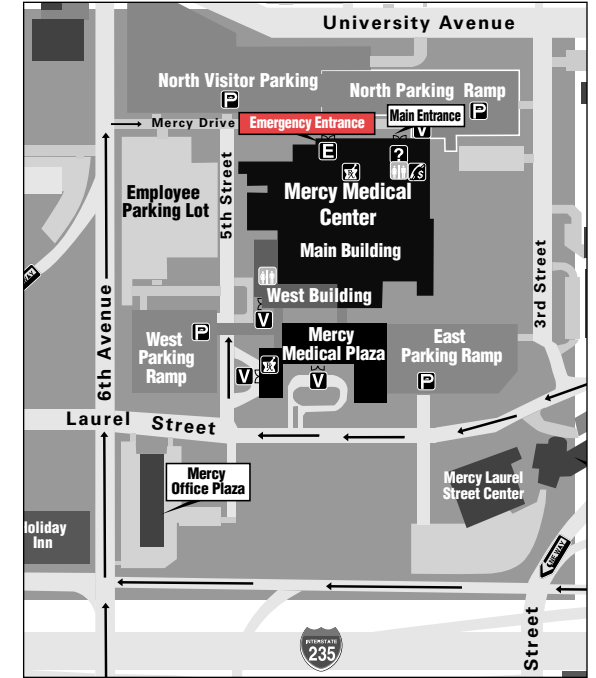 University Avenue
North Visitor Parking
P
North Parking Ramp
P
Mercy Drive
Emergency Entrance
Main Entrance
V
E
?
Employee
Parking Lot
5th Street
Mercy Medical
Center
Main Building
West Building
V
3rd Street
6th Avenue
West
Parking
Ramp
P
Mercy
Medical Plaza
V
V
East
Parking Ramp
P
Laurel Street
Mercy
Office Plaza
Mercy Laurel
Street Center
Holiday
Inn
Street
INTERSTATE
235